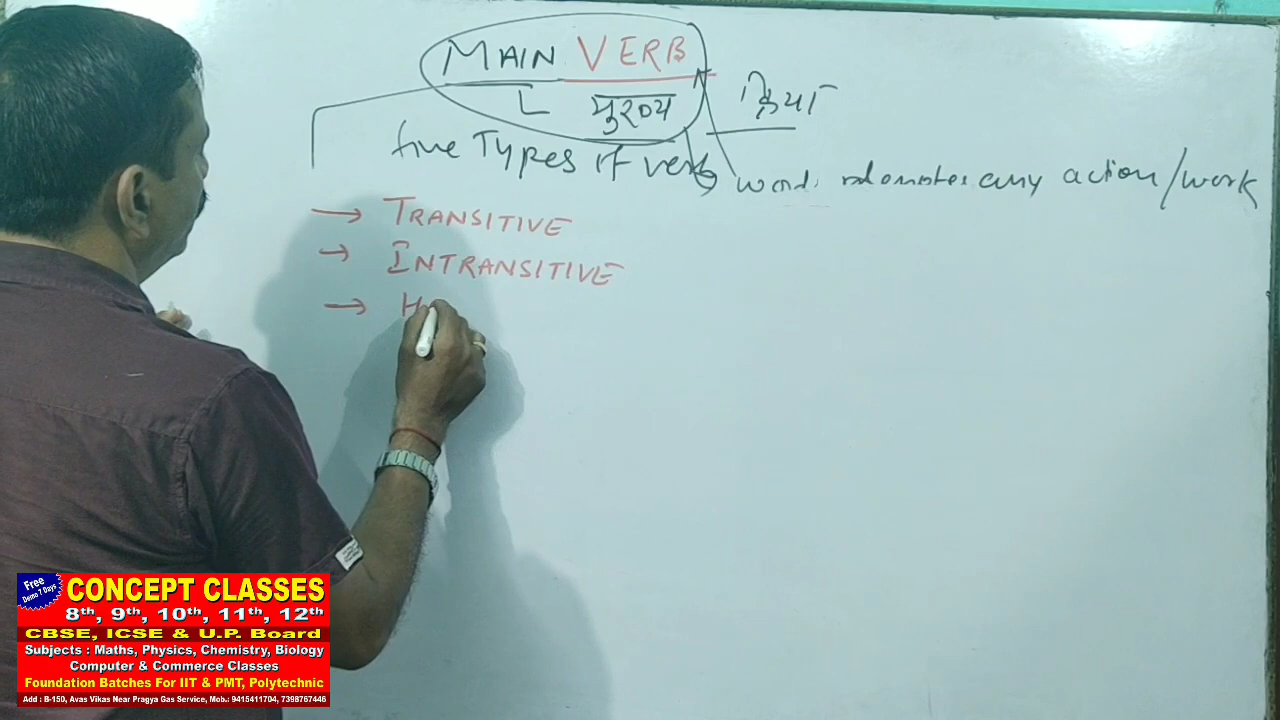 MAIN VERB
मुख्य क्रिया
five Types of verb
word denotes any action/work
→ TRANSITIVE
→ INTRANSITIVE
→ H
Free
Demo 7 Days
CONCEPT CLASSES
8th, 9th, 10th, 11th, 12th
CBSE, ICSE & U.P. Board
Subjects : Maths, Physics, Chemistry, Biology
Computer & Commerce Classes
Foundation Batches For IIT & PMT, Polytechnic
Add : B-150, Avas Vikas Near Pragya Gas Service, Mob.: 9415411704, 7398767446